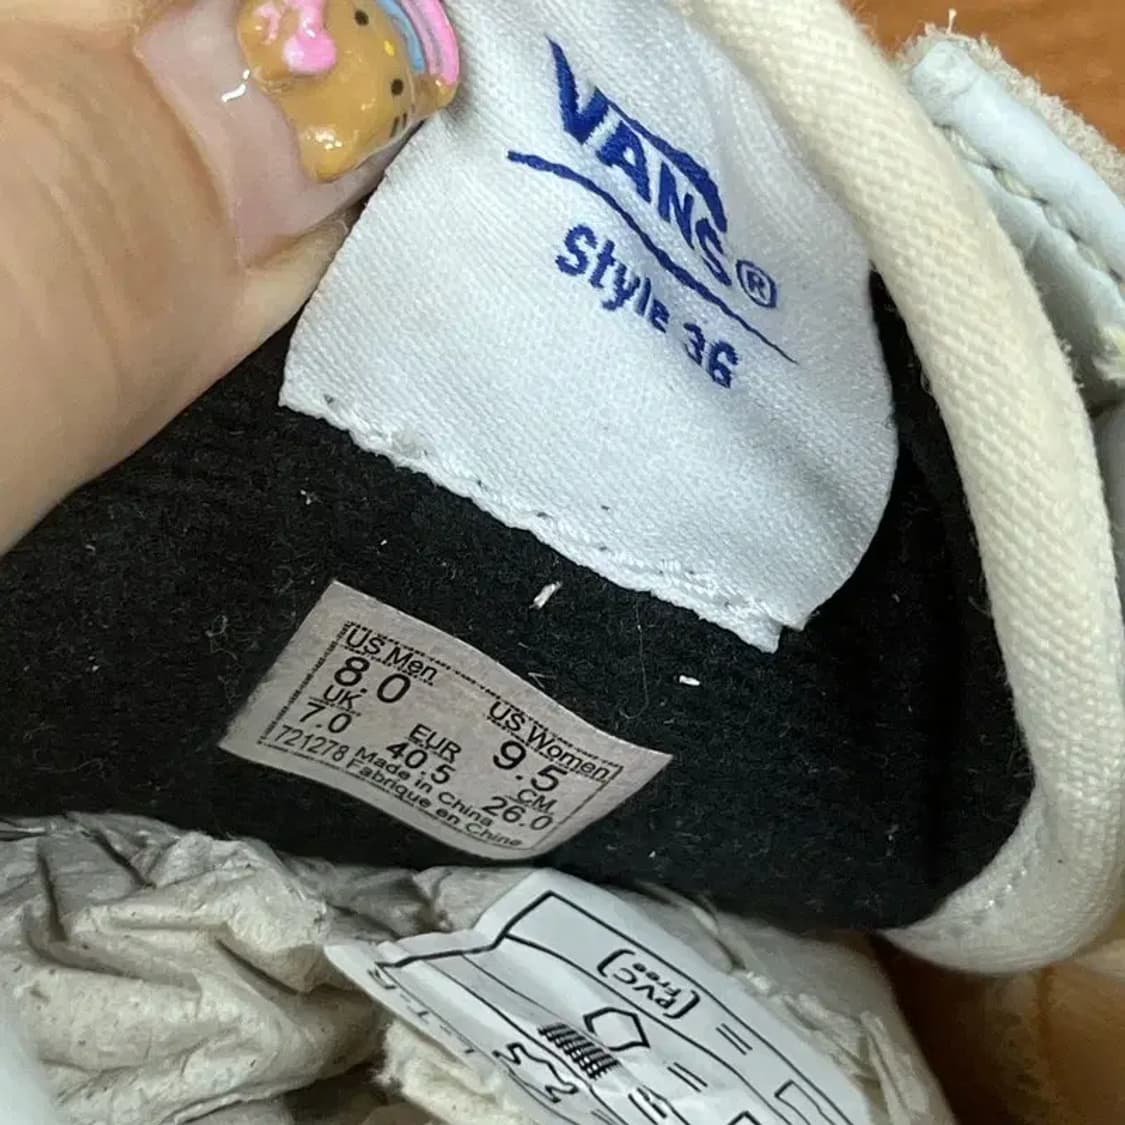 VANS®
Style 36
US Men
8.0
US Women
9.5
UK
7.0
EUR
40.5
CM
26.0
721278 Made in China
Fabrique en Chine
PVC
Free